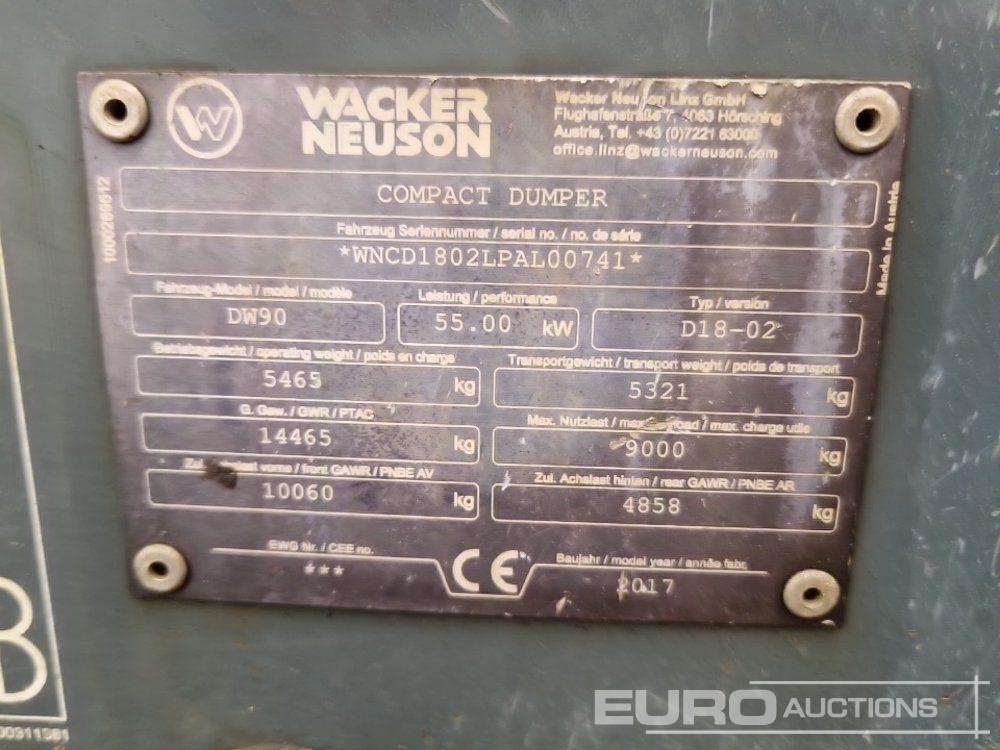 WACKER
NEUSON
Wacker Neuson Linz GmbH
Flughafenstraße 7, 4063 Hörsching
Austria, Tel. +43 (0)7221 63000
office.linz@wackerneuson.com
COMPACT DUMPER
Fahrzeug Seriennummer / serial no. / no. de série
*WNCD1802LPAL00741*
Fahrzeug-Model / model / modèle
DW90
Leistung / performance
55.00 kW
Typ / version
D18-02
Betriebsgewicht / operating weight / poids en charge
5465 kg
Transportgewicht / transport weight / poids de transport
5321 kg
G. Gew. / GWR / PTAC
14465 kg
Max. Nutzlast / max. payload / max. charge utile
9000 kg
Zul. Achslast vorne / front GAWR / PNBE AV
10060 kg
Zul. Achslast hinten / rear GAWR / PNBE AR
4858 kg
EWG Nr. / CEE no.
***
CE
Baujahr / model year / année fabr.
2017
Made in Austria
EURO AUCTIONS